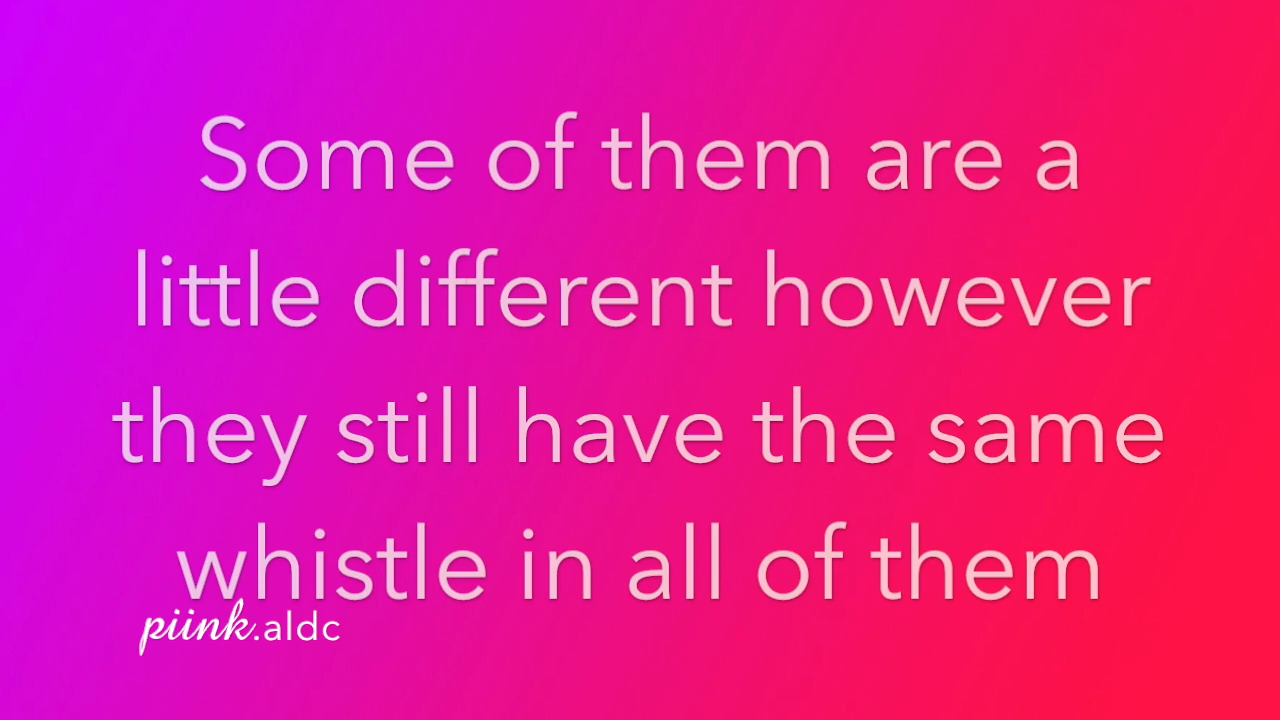 Some of them are a
little different however
they still have the same
whistle in all of them
piink.aldc